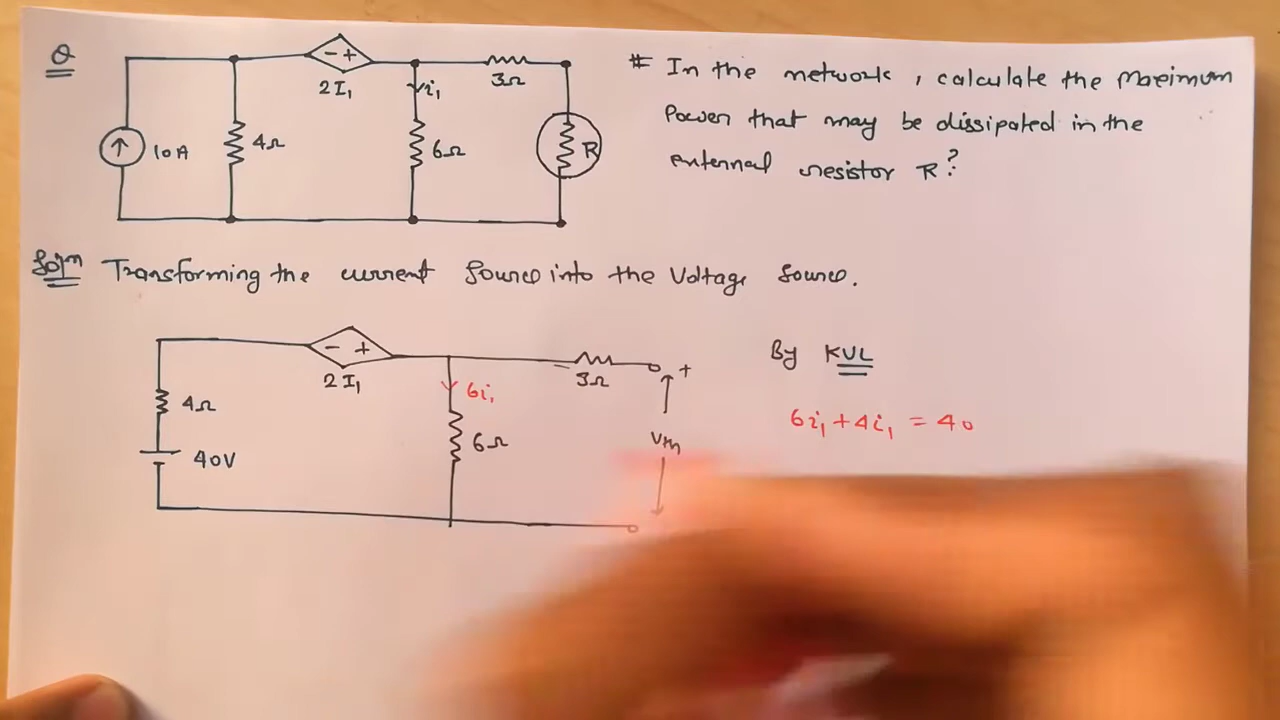 Q
- +
2I₁
i₁
3Ω
10A
4Ω
6Ω
R
# In the network, calculate the Maximum
Power that may be dissipated in the
external resistor R?
Solⁿ Transforming the current source into the Voltage source.
- +
2I₁
4Ω
40V
6i₁
6Ω
3Ω
+
By KVL
6i₁+4i₁ = 40